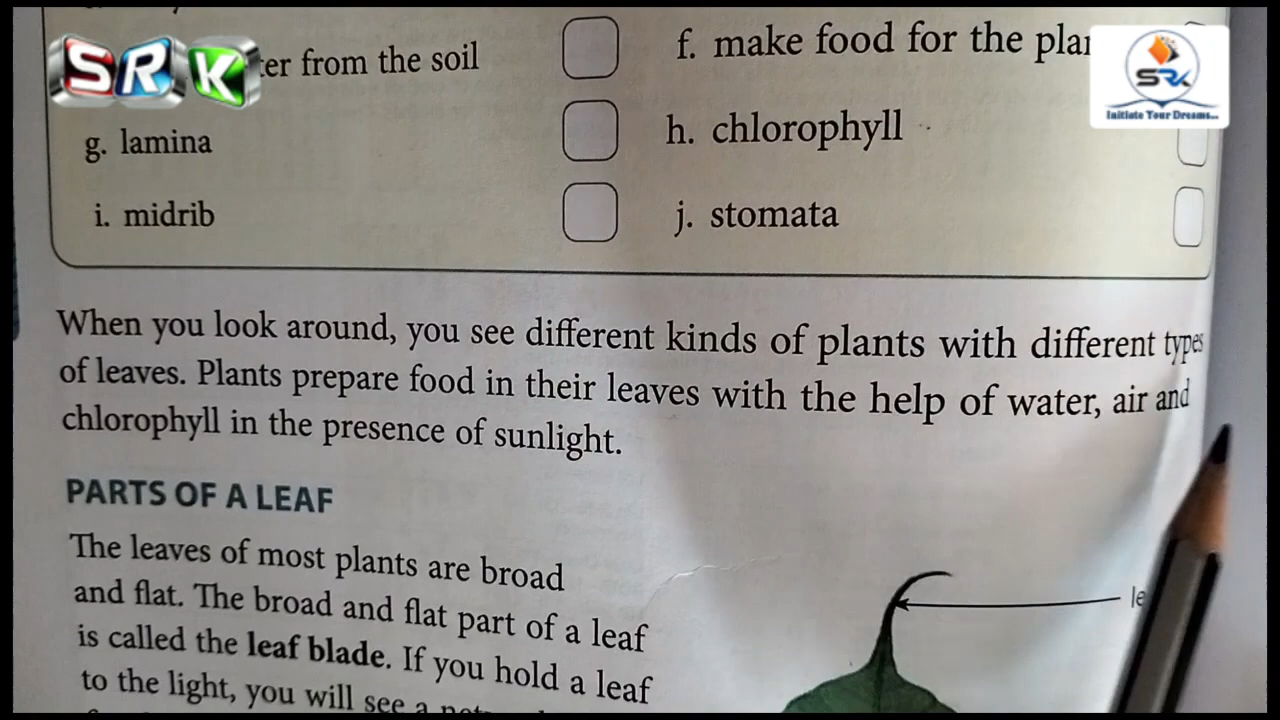 SRK
from the soil
f. make food for the
SRK
Initiate Your Dreams...
g. lamina
h. chlorophyll
i. midrib
j. stomata
When you look around, you see different kinds of plants with different types
of leaves. Plants prepare food in their leaves with the help of water, air and
chlorophyll in the presence of sunlight.
PARTS OF A LEAF
The leaves of most plants are broad
and flat. The broad and flat part of a leaf
is called the leaf blade. If you hold a leaf
to the light, you will see a